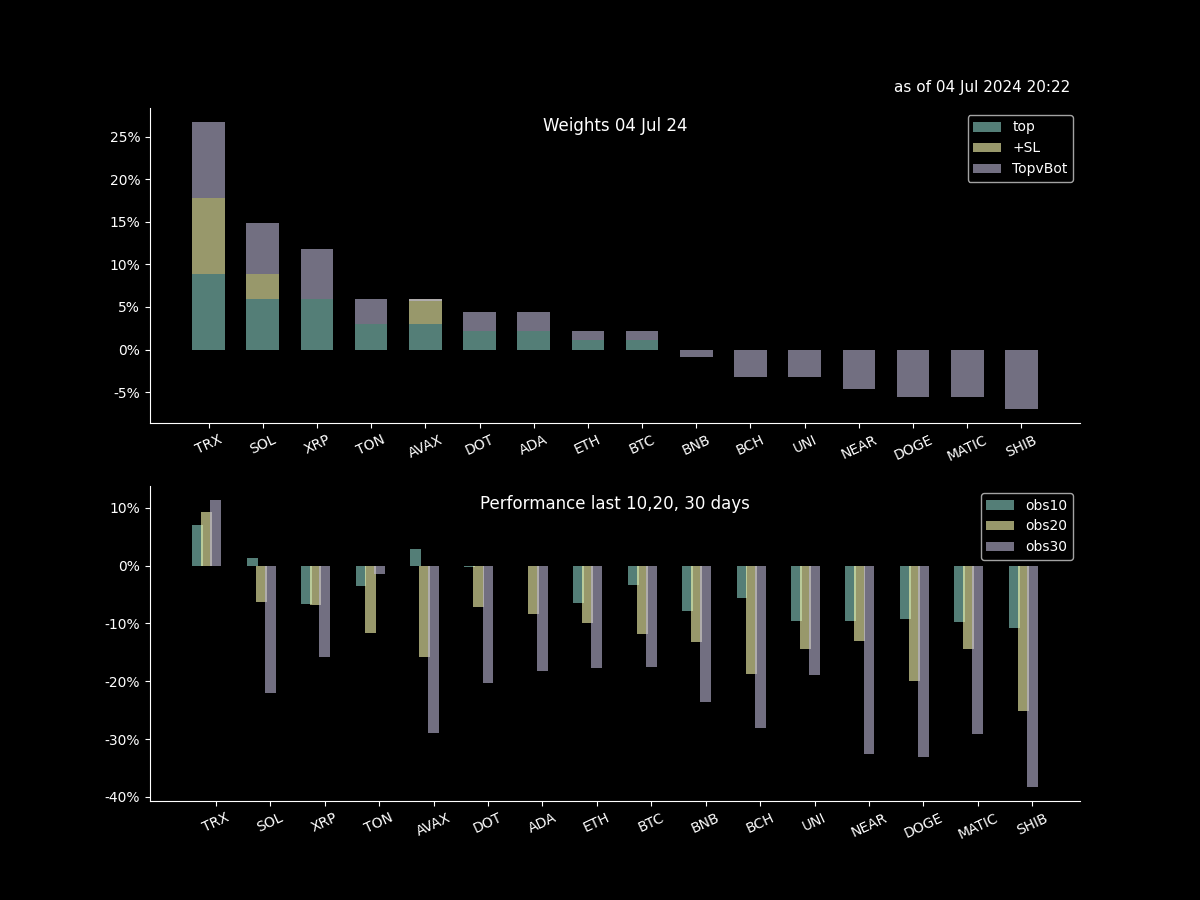 as of 04 Jul 2024 20:22
Weights 04 Jul 24
top
+SL
TopvBot
25%
20%
15%
10%
5%
0%
-5%
TRX SOL XRP TON AVAX DOT ADA ETH BTC BNB BCH UNI NEAR DOGE MATIC SHIB
Performance last 10,20, 30 days
obs10
obs20
obs30
10%
0%
-10%
-20%
-30%
-40%
TRX SOL XRP TON AVAX DOT ADA ETH BTC BNB BCH UNI NEAR DOGE MATIC SHIB